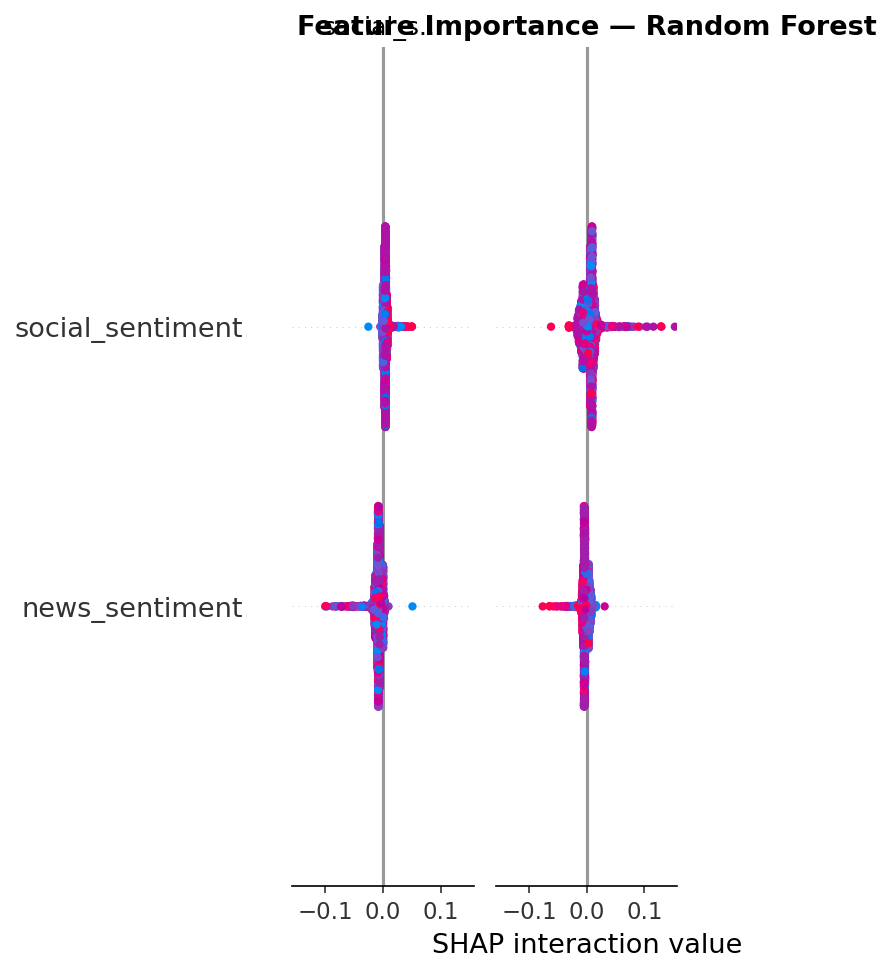 Feature Importance — Random Forest
social_s.
social_sentiment
news_sentiment
−0.1 0.0 0.1 −0.1 0.0 0.1
SHAP interaction value